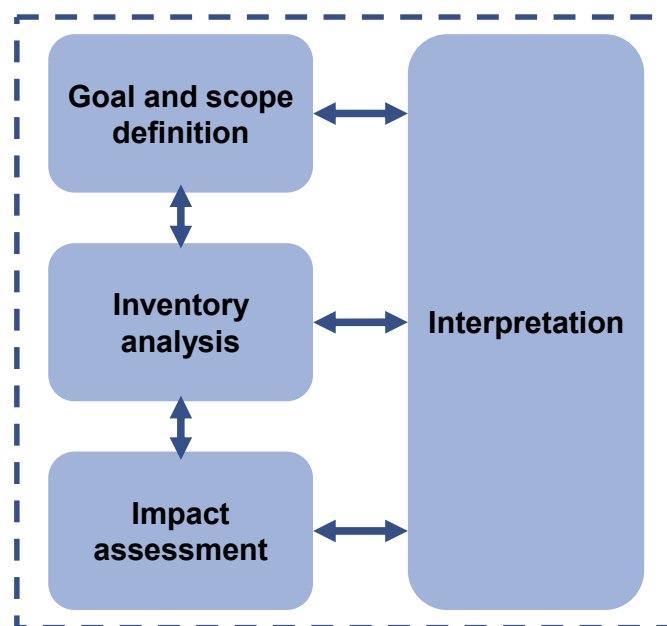 Goal and scope
definition
Inventory
analysis
Interpretation
Impact
assessment